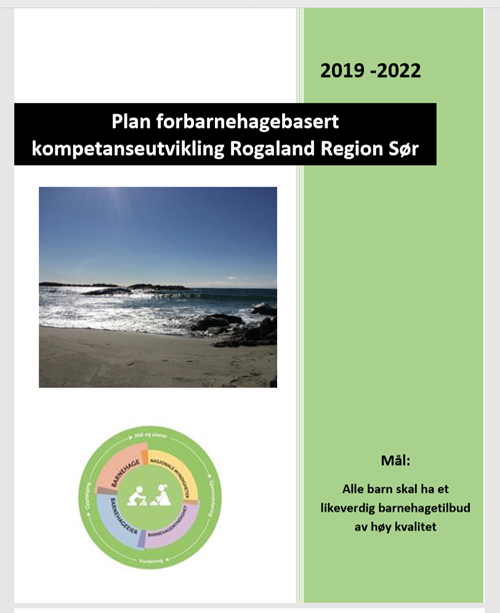 2019 -2022
Plan forbarnehagebasert
kompetanseutvikling Rogaland Region Sør
Mål og planer
BARNEHAGE
NASJONALE MYNDIGHETER
BARNEHAGEEIER
BARNEHAGEMYNDIGHET
Oppfølging
Gjennomføring
Vurdering
Mål:
Alle barn skal ha et
likeverdig barnehagetilbud
av høy kvalitet